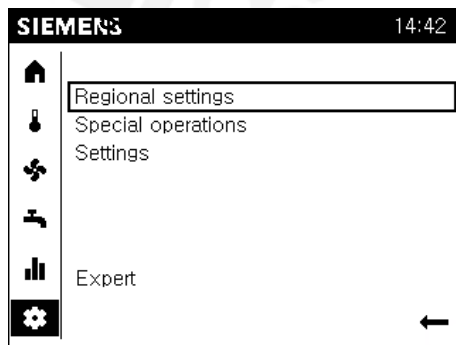 SIEMENS 14:42
Regional settings
Special operations
Settings
Expert